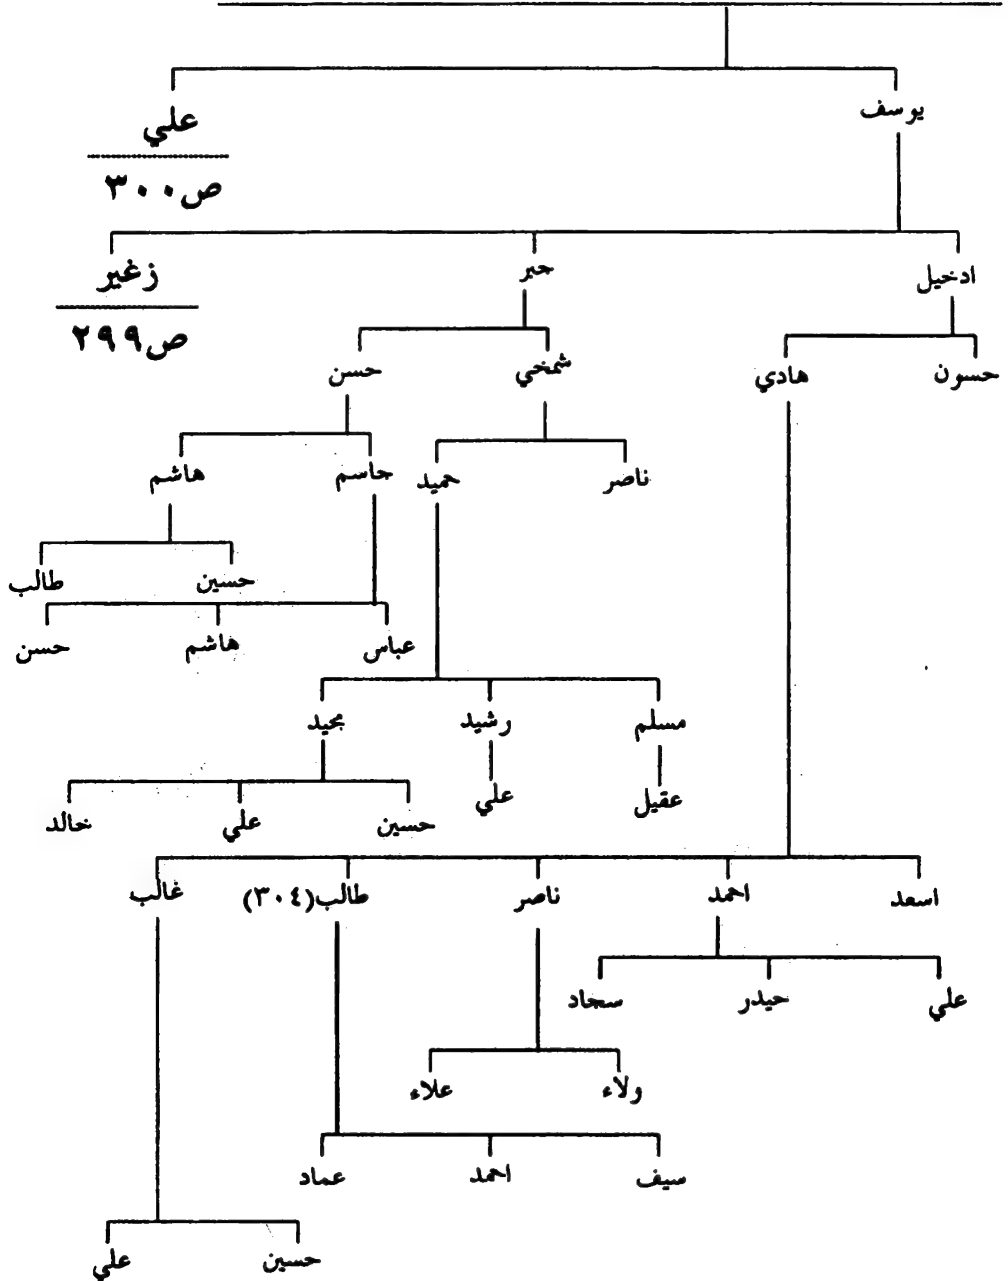 يوسف علي
ص٣٠٠
ادخيل جبر زغير
ص٢٩٩
حسون هادي شمخي حسن
ناصر حميد جاسم هاشم
حسين طالب
عباس هاشم حسن
مسلم رشيد مجيد
عقيل علي حسين علي خالد
اسعد احمد ناصر طالب(٣٠٤) غالب
علي حيدر سجاد
ولاء علاء
سيف احمد عماد
حسين علي